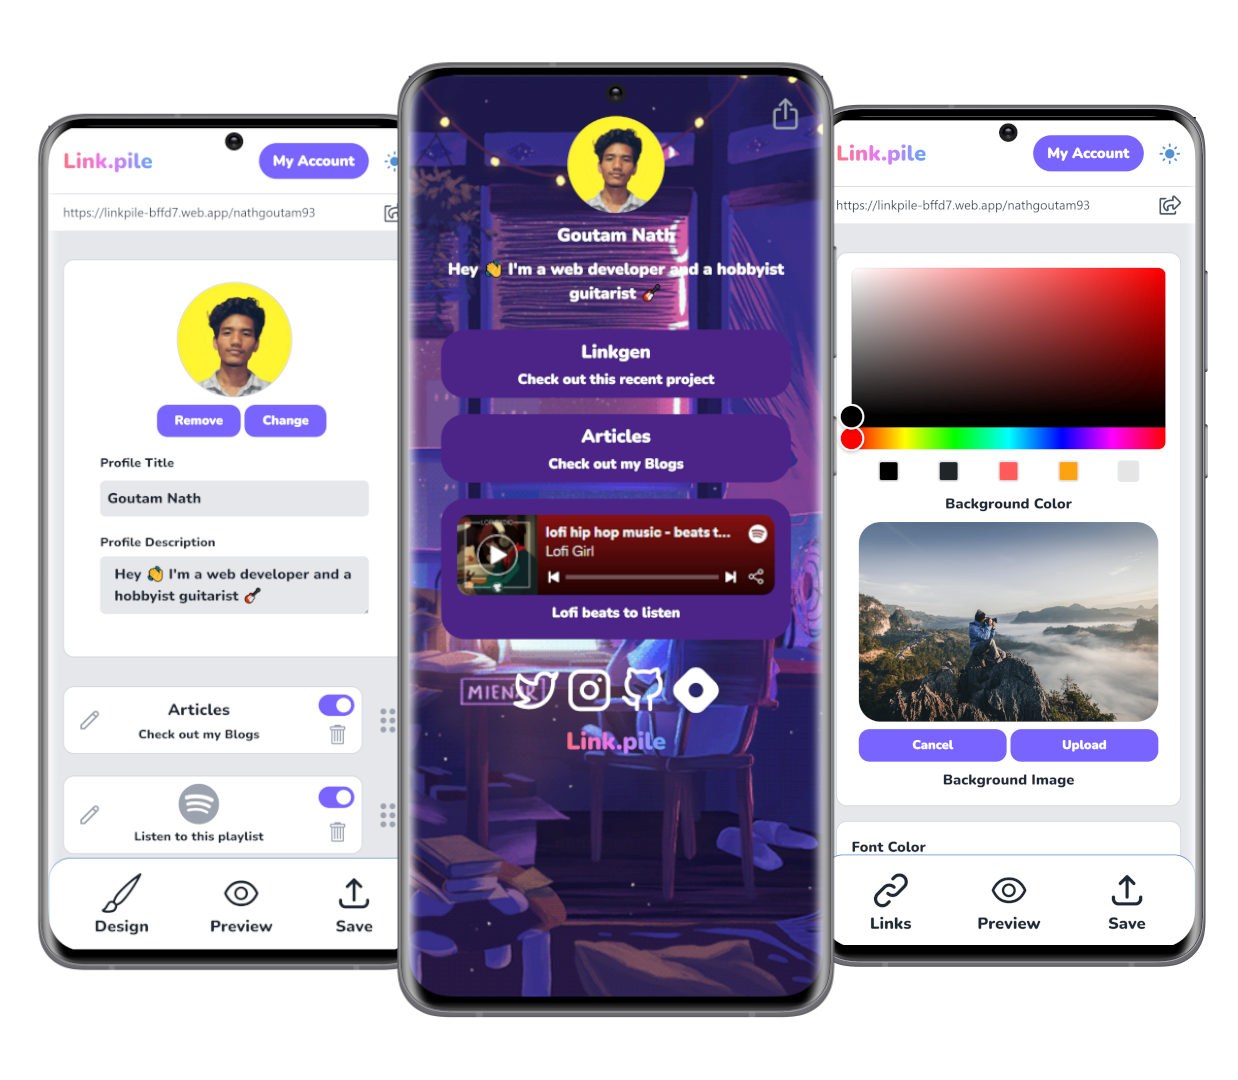 Link.pile
My Account
https://linkpile-bffd7.web.app/nathgoutam93
Remove
Change
Profile Title
Goutam Nath
Profile Description
Hey 👏 I'm a web developer and a
hobbyist guitarist 🎸
Articles
Check out my Blogs
Listen to this playlist
Design
Preview
Save
Goutam Nath
Hey 👏 I'm a web developer and a hobbyist
guitarist 🎸
Linkgen
Check out this recent project
Articles
Check out my Blogs
lofi hip hop music - beats t...
Lofi Girl
Lofi beats to listen
Link.pile
Link.pile
My Account
https://linkpile-bffd7.web.app/nathgoutam93
Background Color
Cancel
Upload
Background Image
Font Color
Links
Preview
Save